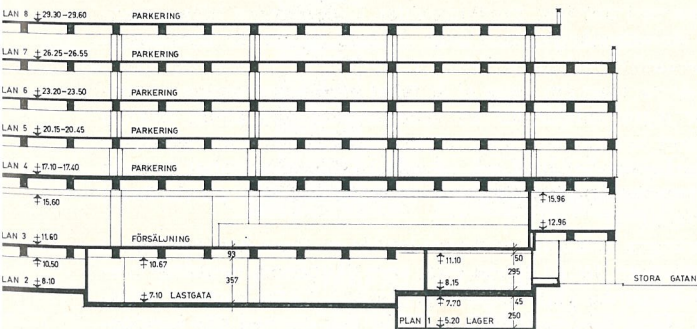 LAN 8 +29.30-29.60 PARKERING
LAN 7 +26.25-26.55 PARKERING
LAN 6 +23.20-23.50 PARKERING
LAN 5 +20.15-20.45 PARKERING
LAN 4 +17.10-17.40 PARKERING
+15,60
+15.96
+12.96
LAN 3 +11.60 FÖRSÄLJNING
93
50
+10.50
+10.67
+11.10
295
LAN 2 +8.10
357
+8.15
STORA GATAN
+7.10 LASTGATA
+7.70
45
PLAN 1 +5.20 LAGER
250